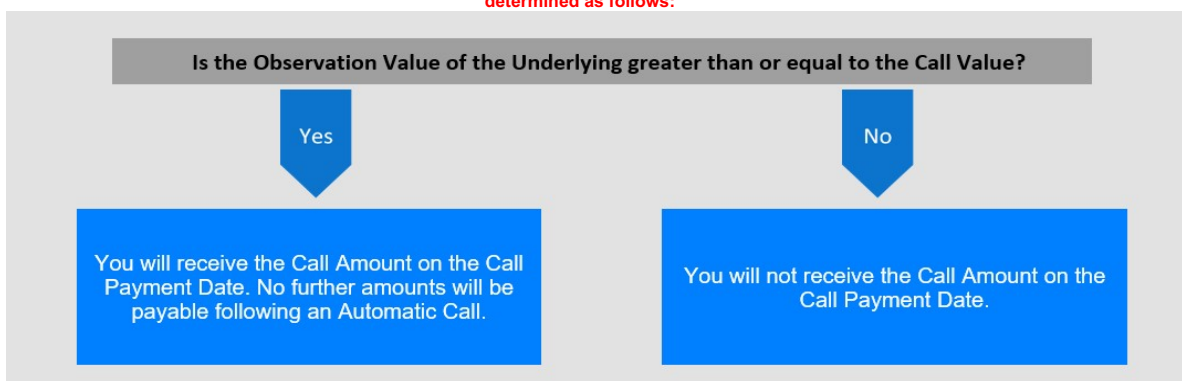 determined as follows:
Is the Observation Value of the Underlying greater than or equal to the Call Value?
Yes
No
You will receive the Call Amount on the Call
Payment Date. No further amounts will be
payable following an Automatic Call.
You will not receive the Call Amount on the
Call Payment Date.